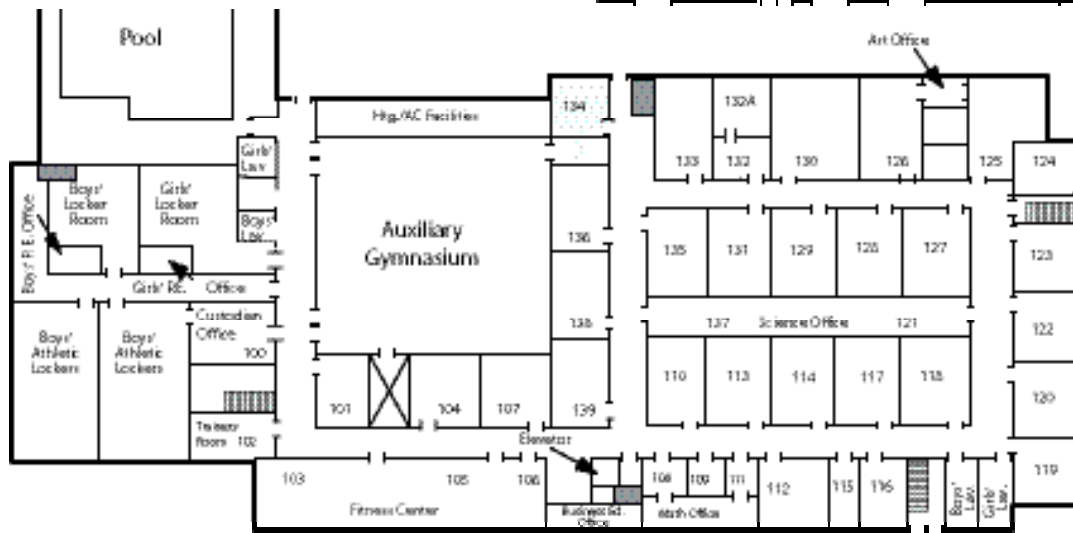 Pool
Art Office
134
132A
Htg./AC Facilities
Girls'
Lav.
133
132
130
126
125
124
Boys'
Locker
Room
Girls'
Locker
Room
Boys'
Lav.
Boys' P.E. Office
Auxiliary
Gymnasium
136
135
131
129
128
127
123
Girls' P.E. Office
Custodian
Office
100
138
137
Science Office
121
122
Boys'
Athletic
Lockers
Boys'
Athletic
Lockers
110
113
114
117
118
120
101
104
107
139
Trainers
Room 102
Elevator
103
105
106
108
109
111
112
115
116
119
Fitness Center
Business Ed.
Office
Math Office
Boys'
Lav.
Girls'
Lav.